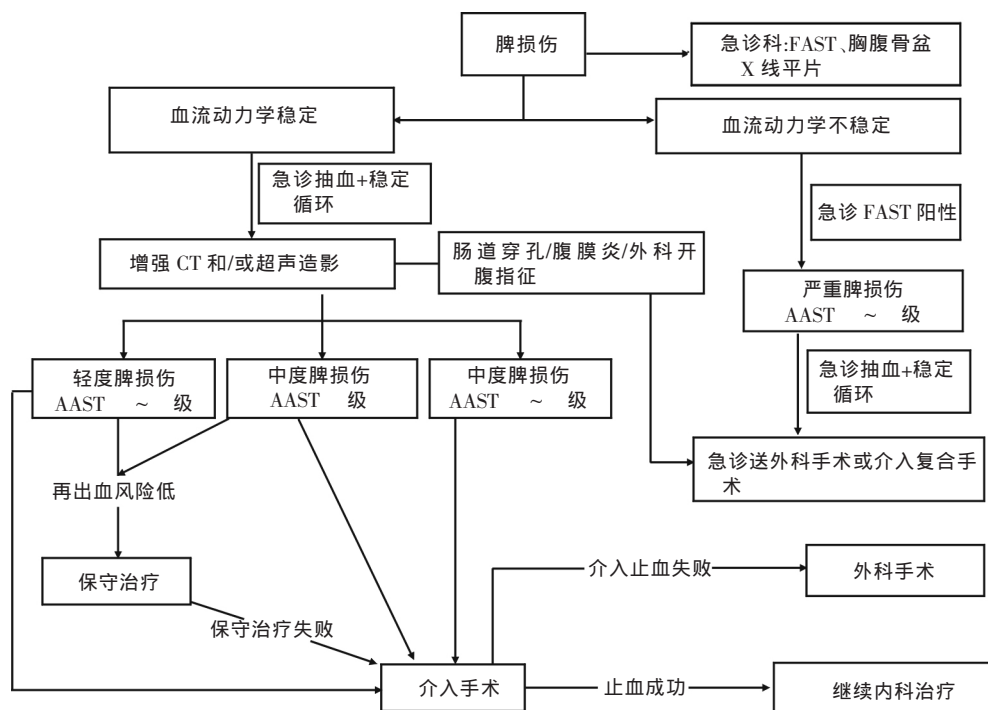 脾损伤
急诊科:FAST、胸腹骨盆
X 线平片
血流动力学稳定
血流动力学不稳定
急诊抽血+稳定
循环
急诊 FAST 阳性
增强 CT 和/或超声造影
肠道穿孔/腹膜炎/外科开
腹指征
严重脾损伤
AAST ~ 级
轻度脾损伤
AAST ~ 级
中度脾损伤
AAST 级
中度脾损伤
AAST ~ 级
急诊抽血+稳定
循环
急诊送外科手术或介入复合手
术
再出血风险低
保守治疗
介入止血失败
外科手术
保守治疗失败
介入手术
止血成功
继续内科治疗